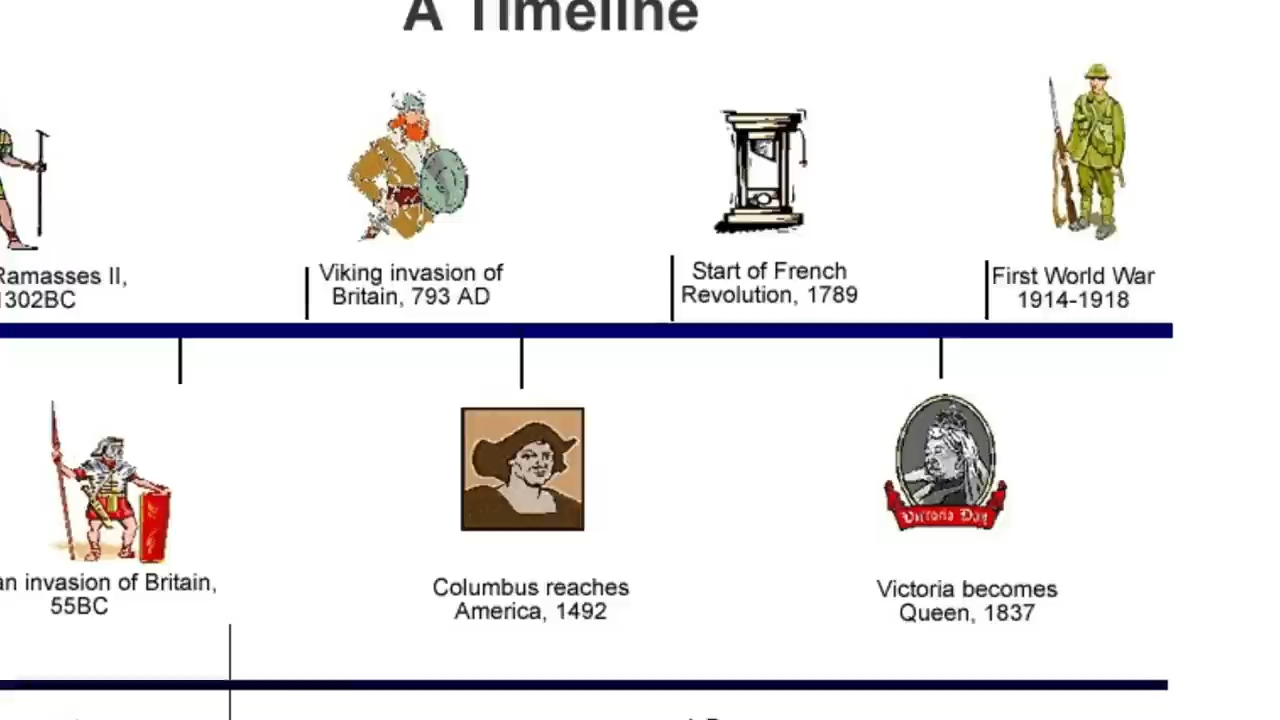 A Timeline
Ramasses II,
1302BC
Viking invasion of
Britain, 793 AD
Start of French
Revolution, 1789
First World War
1914-1918
an invasion of Britain,
55BC
Columbus reaches
America, 1492
Victoria Day
Victoria becomes
Queen, 1837